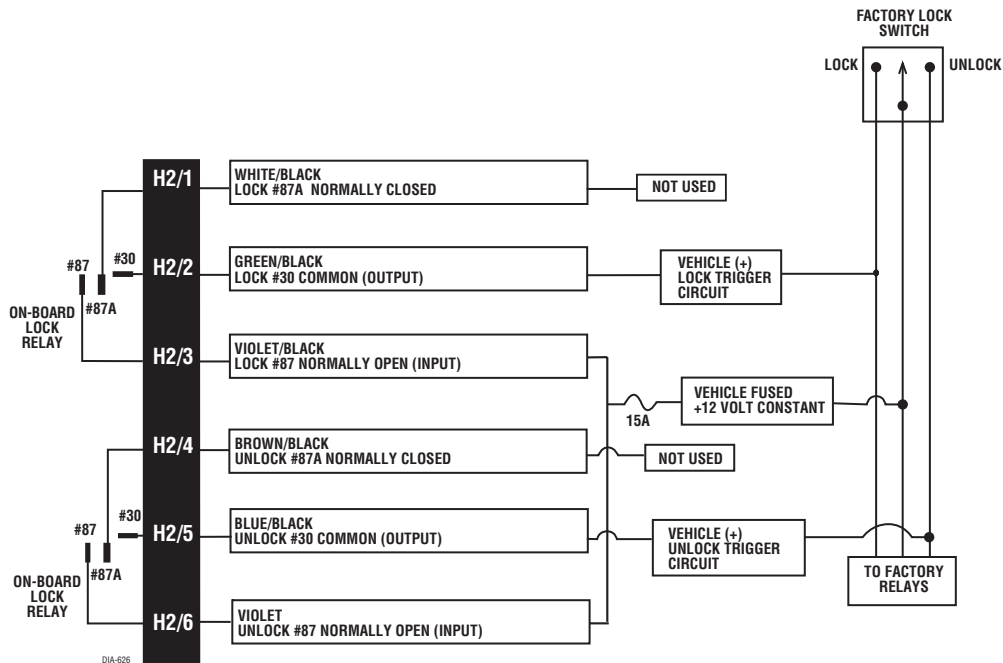 FACTORY LOCK
SWITCH
LOCK
UNLOCK
H2/1
WHITE/BLACK
LOCK #87A NORMALLY CLOSED
NOT USED
#87
#30
#87A
ON-BOARD
LOCK
RELAY
H2/2
GREEN/BLACK
LOCK #30 COMMON (OUTPUT)
VEHICLE (+)
LOCK TRIGGER
CIRCUIT
H2/3
VIOLET/BLACK
LOCK #87 NORMALLY OPEN (INPUT)
15A
VEHICLE FUSED
+12 VOLT CONSTANT
H2/4
BROWN/BLACK
UNLOCK #87A NORMALLY CLOSED
NOT USED
#87
#30
#87A
ON-BOARD
LOCK
RELAY
H2/5
BLUE/BLACK
UNLOCK #30 COMMON (OUTPUT)
VEHICLE (+)
UNLOCK TRIGGER
CIRCUIT
TO FACTORY
RELAYS
H2/6
VIOLET
UNLOCK #87 NORMALLY OPEN (INPUT)
DIA-626